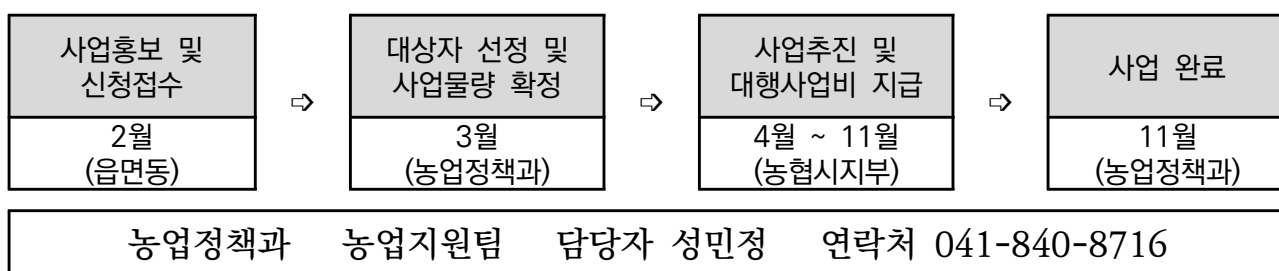 사업홍보 및
신청접수
2월
(읍면동)
⇨
대상자 선정 및
사업물량 확정
3월
(농업정책과)
⇨
사업추진 및
대행사업비 지급
4월 ~ 11월
(농협시지부)
⇨
사업 완료
11월
(농업정책과)
농업정책과 농업지원팀 담당자 성민정 연락처 041-840-8716